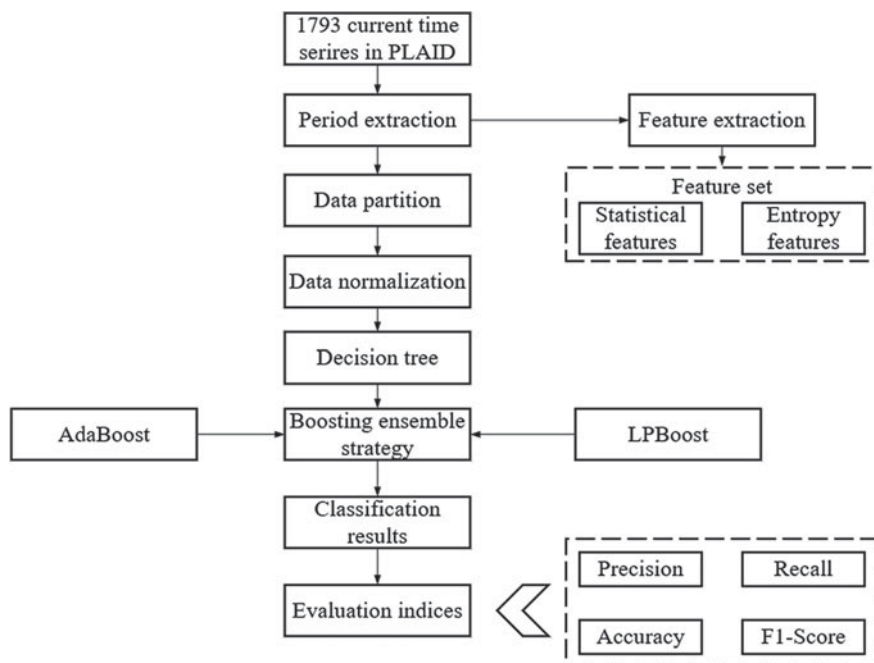 1793 current time
serires in PLAID
Period extraction
Feature extraction
Data partition
Feature set
Statistical
features
Entropy
features
Data normalization
Decision tree
AdaBoost
Boosting ensemble
strategy
LPBoost
Classification
results
Evaluation indices
Precision
Recall
Accuracy
F1-Score